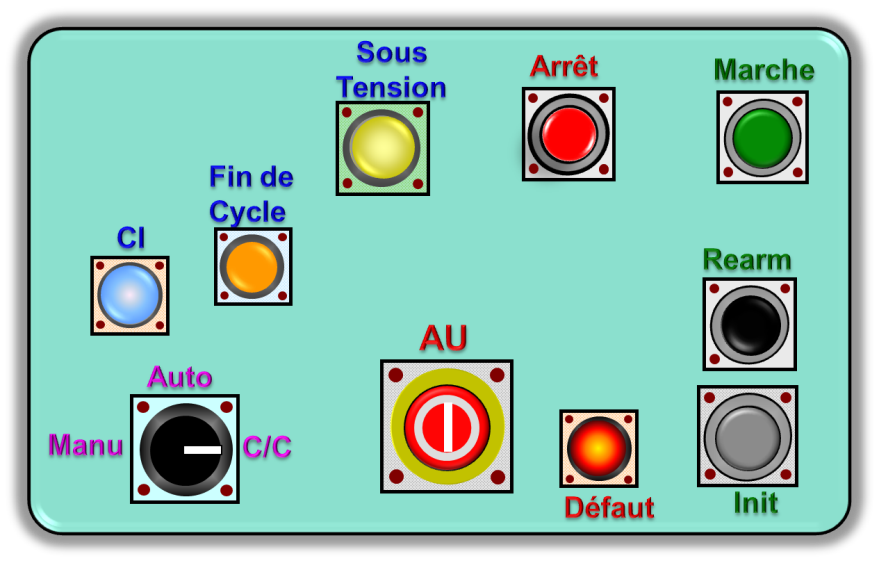 Sous
Tension
Arrêt
Marche
Fin de
Cycle
CI
Rearm
AU
Auto
Manu
C/C
Défaut
Init